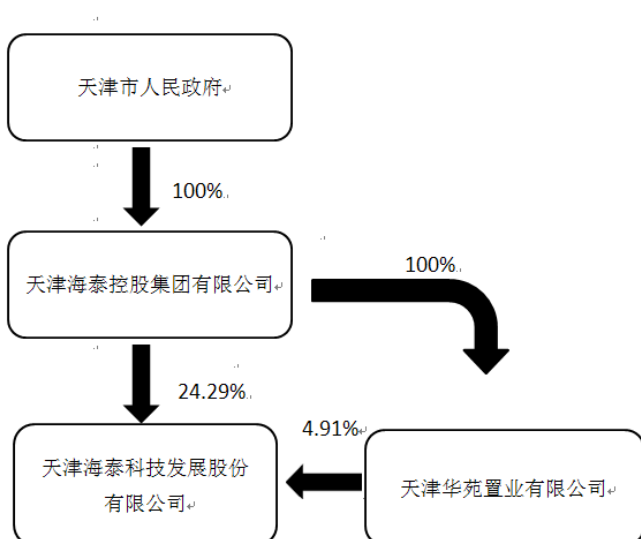 天津市人民政府
100%
天津海泰控股集团有限公司
100%
24.29%
4.91%
天津海泰科技发展股份
有限公司
天津华苑置业有限公司